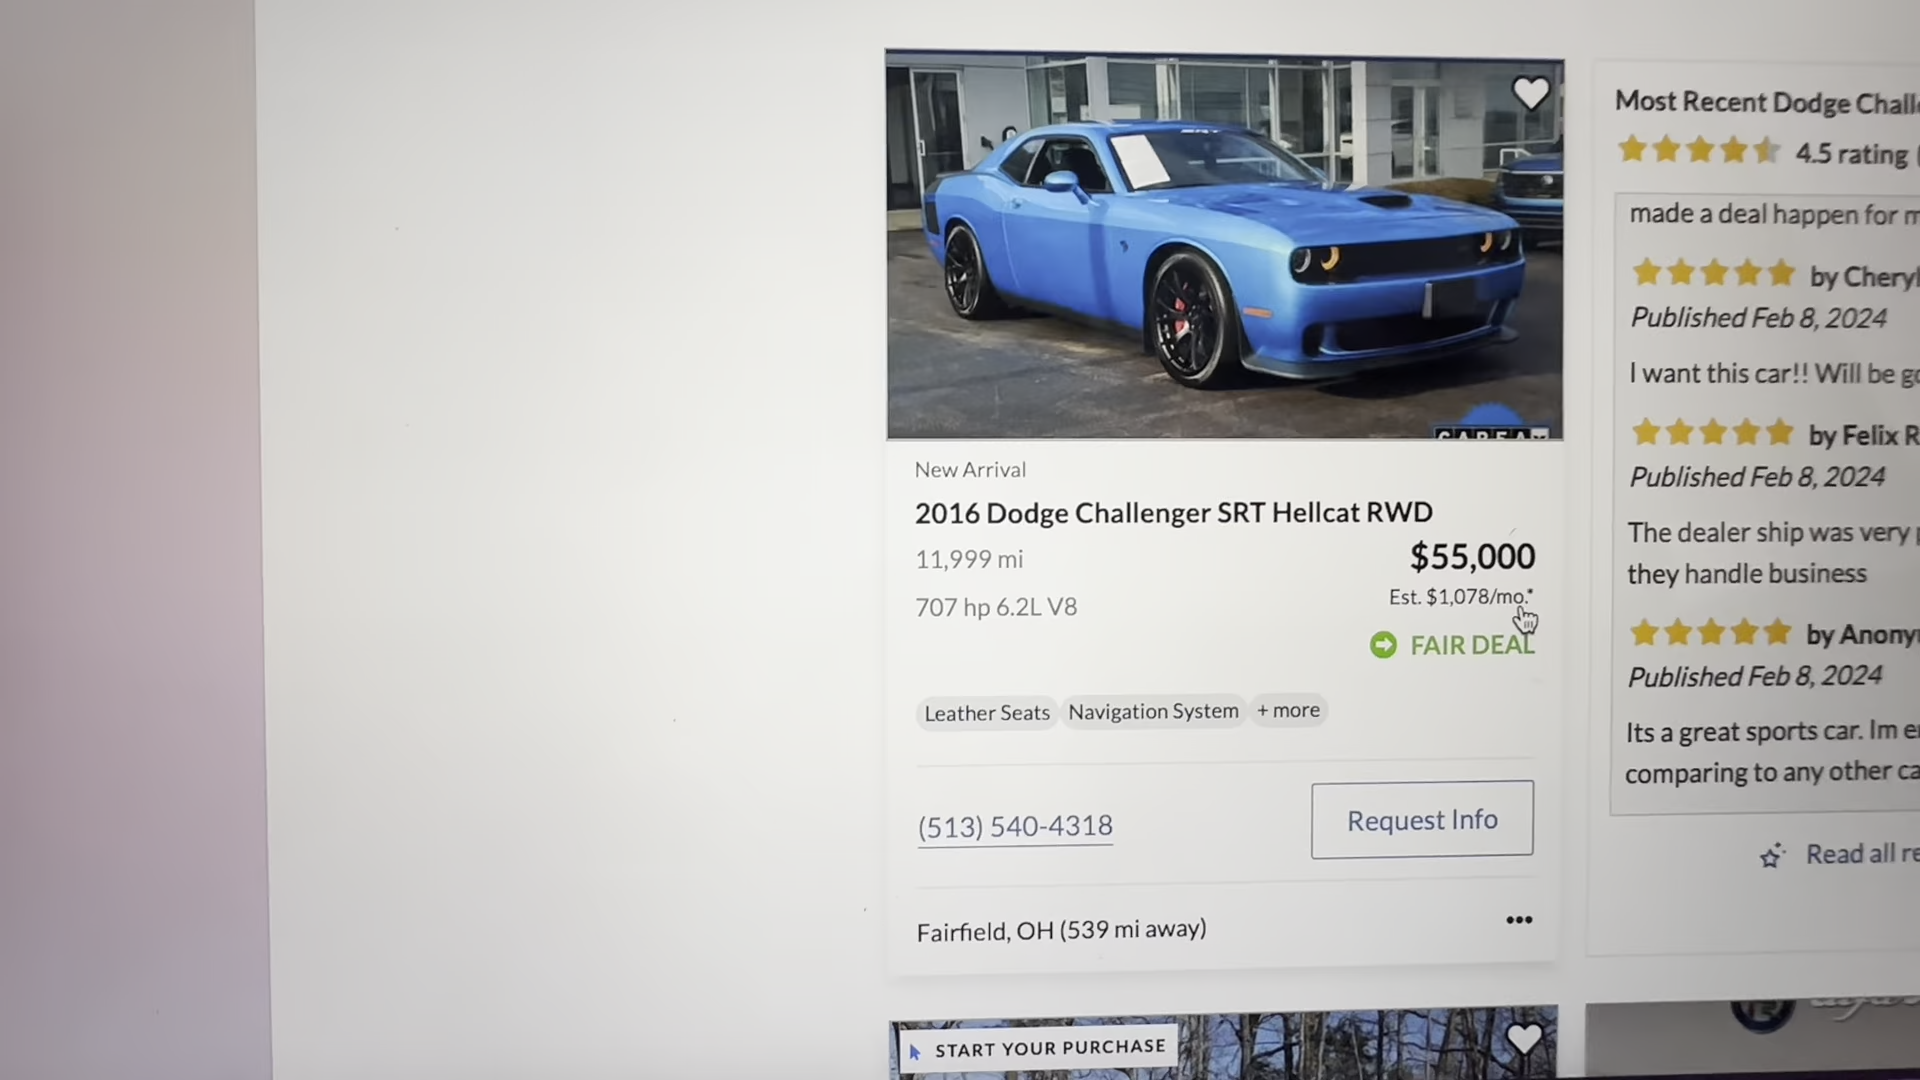 New Arrival
2016 Dodge Challenger SRT Hellcat RWD
11,999 mi
$55,000
Est. $1,078/mo.*
707 hp 6.2L V8
FAIR DEAL
Leather Seats
Navigation System
+ more
(513) 540-4318
Request Info
Fairfield, OH (539 mi away)
START YOUR PURCHASE
Most Recent Dodge
4.5 rating
made a deal happen for
by Cheryl
Published Feb 8, 2024
I want this car!! Will be
by Felix R
Published Feb 8, 2024
The dealer ship was very
they handle business
by
Published Feb 8, 2024
Its a great sports car. Im
comparing to any other
Read all